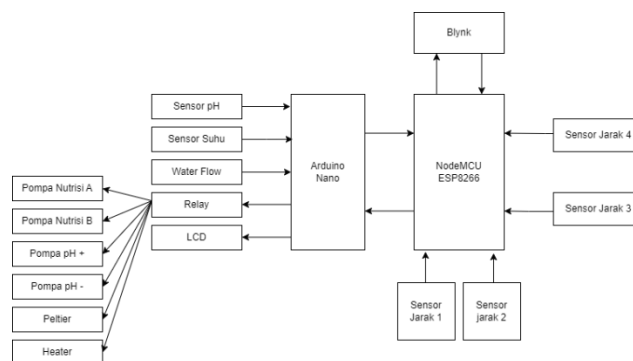 Blynk
Sensor pH
Sensor Suhu
Water Flow
Relay
LCD
Arduino
Nano
NodeMCU
ESP8266
Sensor Jarak 4
Sensor Jarak 3
Pompa Nutrisi A
Pompa Nutrisi B
Pompa pH +
Pompa pH -
Peltier
Heater
Sensor
Jarak 1
Sensor
jarak 2